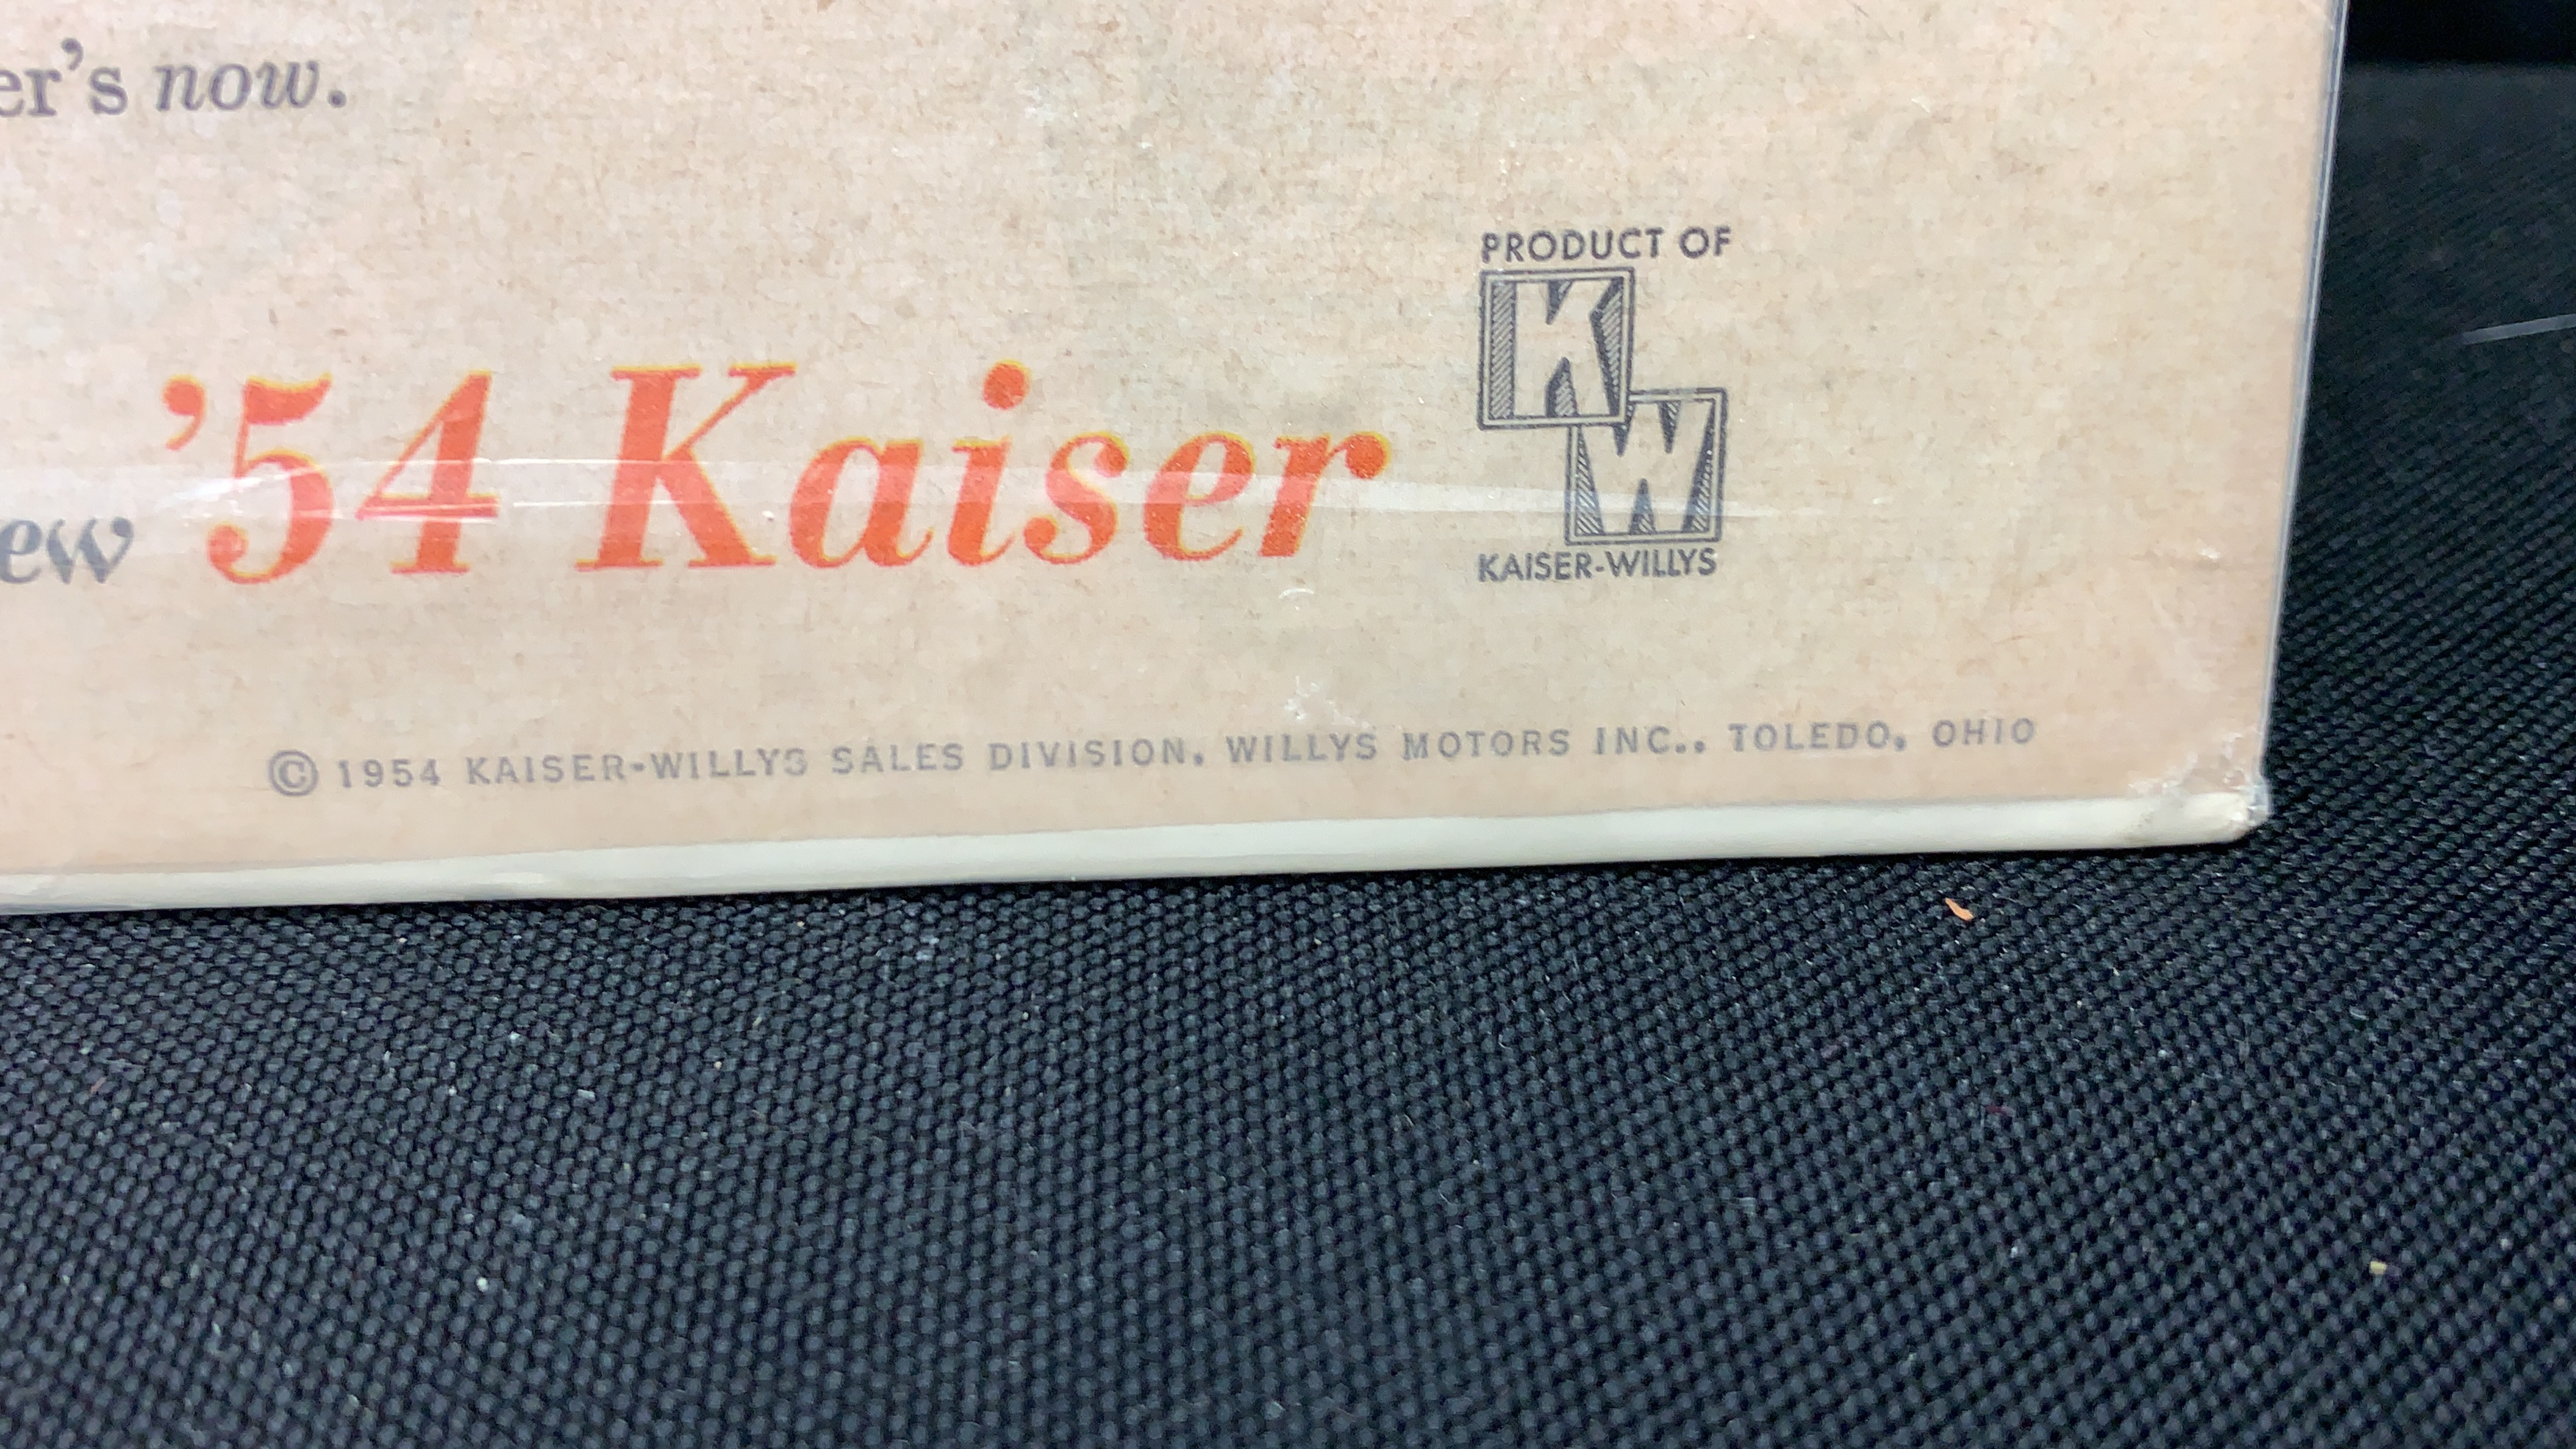 er's now.
PRODUCT OF
K
W
ew '54 Kaiser
KAISER-WILLYS
© 1954 KAISER-WILLYS SALES DIVISION, WILLYS MOTORS INC., TOLEDO, OHIO